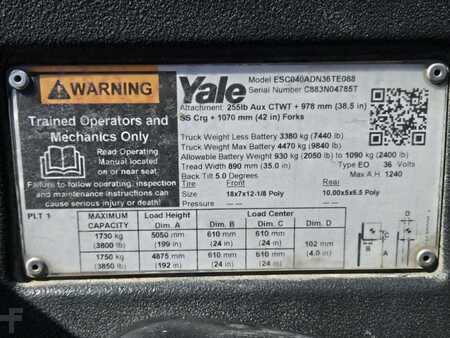 WARNING
Trained Operators and
Mechanics Only
Read Operating
Manual located
on or near seat.
Failure to follow operating, inspection
and maintenance instructions can
cause serious injury or death.
Yale
Model ESC040ADN36TE088
Serial Number C883N04785T
Attachment: 255lb Aux CTWT + 978 mm (38.5 in)
SS Crg + 1070 mm (42 in) Forks
Truck Weight Less Battery 3380 kg (7440 lb)
Truck Weight Max Battery 4470 kg (9840 lb)
Allowable Battery Weight 930 kg (2050 lb) to 1090 kg (2400 lb)
Tread Width 890 mm (35.0 in) Type EO 36 Volts
Back Tilt 5.0 Degrees Max A H 1240
Tire Front Rear
Size 18x7x12-1/8 Poly 10.00x5x6.5 Poly
Pressure -- -- -- --
PLT 1
MAXIMUM CAPACITY Load Height Dim. A Load Center Dim. B Dim. C Dim. D
1730 kg 5050 mm 610 mm 610 mm
(3800 lb) (199 in) (24 in) (24 in) 102 mm
1750 kg 4875 mm 610 mm 610 mm (4.0 in)
(3850 lb) (192 in) (24 in) (24 in)
D
C
B
A
F